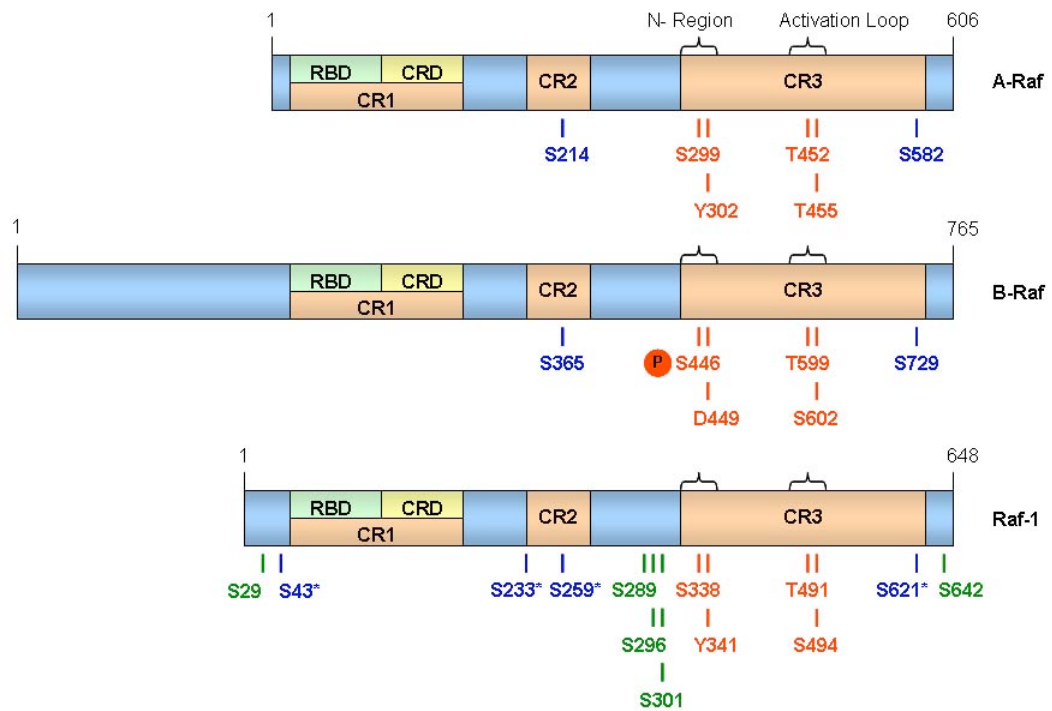 1 N- Region Activation Loop 606
RBD CRD CR2 CR3 A-Raf
CR1
S214 S299 T452 S582
Y302 T455
1 765
RBD CRD CR2 CR3 B-Raf
CR1
S365 P S446 T599 S729
D449 S602
1 648
RBD CRD CR2 CR3 Raf-1
CR1
S29 S43* S233* S259* S289 S338 T491 S621* S642
S296 Y341 S494
S301